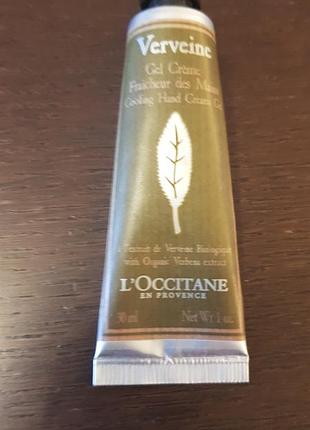 Verveine
Gel Crème
Fraîcheur des Mains
Cooling Hand Cream Gel
à l'extrait de Verveine Biologique
with Organic Verbena extract
L'OCCITANE
EN PROVENCE
30 ml Net Wt 1 oz.